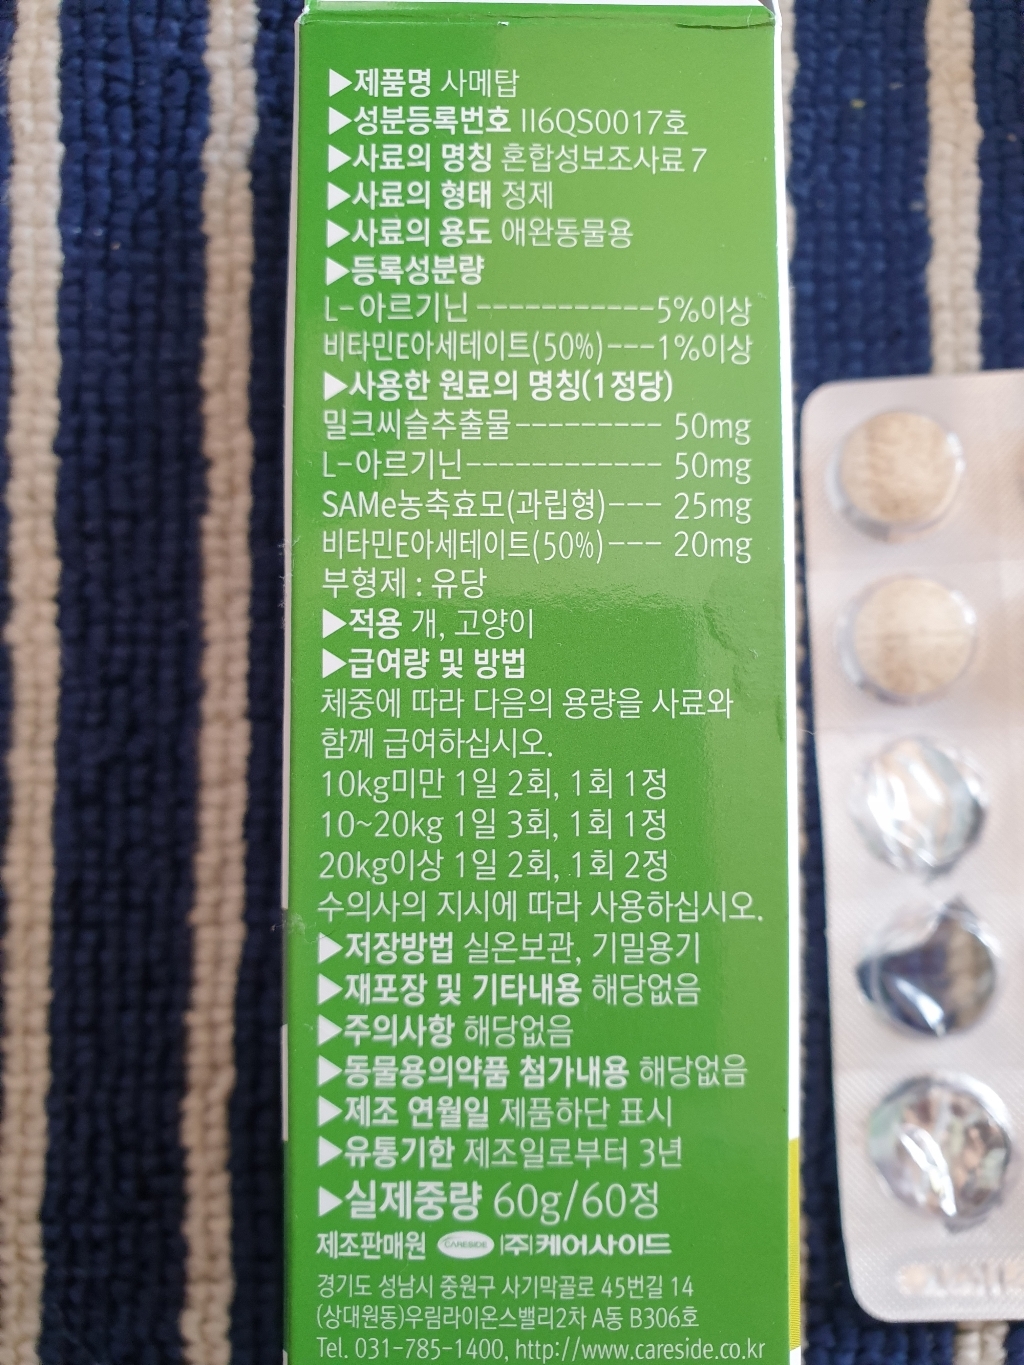 ▶제품명 사메탑
▶성분등록번호 II6QS0017호
▶사료의 명칭 혼합성보조사료 7
▶사료의 형태 정제
▶사료의 용도 애완동물용
▶등록성분량
L-아르기닌 ------------5%이상
비타민E아세테이트(50%)---1%이상
▶사용한 원료의 명칭(1정당)
밀크씨슬추출물--------- 50mg
L-아르기닌------------ 50mg
SAMe농축효모(과립형)--- 25mg
비타민E아세테이트(50%)--- 20mg
부형제 : 유당
▶적용 개, 고양이
▶급여량 및 방법
체중에 따라 다음의 용량을 사료와
함께 급여하십시오.
10kg미만 1일 2회, 1회 1정
10~20kg 1일 3회, 1회 1정
20kg이상 1일 2회, 1회 2정
수의사의 지시에 따라 사용하십시오.
▶저장방법 실온보관, 기밀용기
▶재포장 및 기타내용 해당없음
▶주의사항 해당없음
▶동물용의약품 첨가내용 해당없음
▶제조 연월일 제품하단 표시
▶유통기한 제조일로부터 3년
▶실제중량 60g/60정
제조판매원 CARESIDE (주)케어사이드
경기도 성남시 중원구 사기막골로 45번길 14
(상대원동)우림라이온스밸리2차 A동 B306호
Tel. 031-785-1400, http://www.careside.co.kr